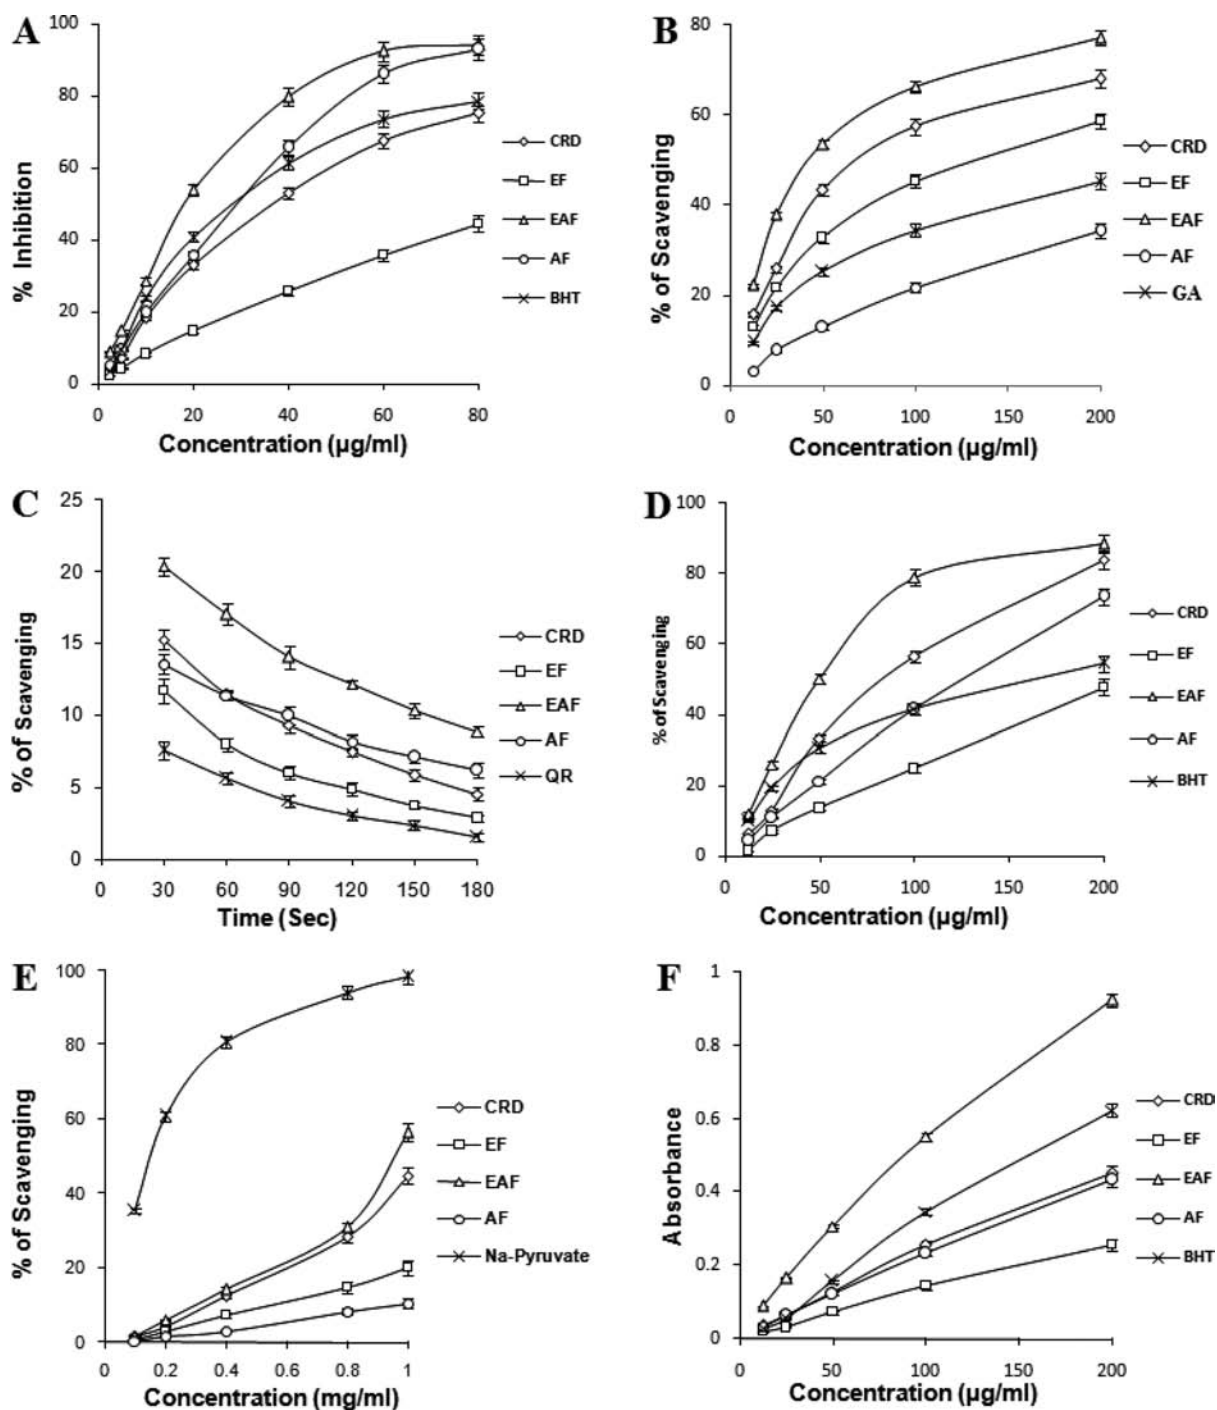 A
100
80
60
40
20
0
% Inhibition
0 20 40 60 80
Concentration (µg/ml)
CRD
EF
EAF
AF
BHT
B
80
60
40
20
0
% of Scavenging
0 50 100 150 200
Concentration (µg/ml)
CRD
EF
EAF
AF
GA
C
25
20
15
10
5
0
% of Scavenging
0 30 60 90 120 150 180
Time (Sec)
CRD
EF
EAF
AF
QR
D
100
80
60
40
20
0
% of Scavenging
0 50 100 150 200
Concentration (µg/ml)
CRD
EF
EAF
AF
BHT
E
100
80
60
40
20
0
% of Scavenging
0 0.2 0.4 0.6 0.8 1
Concentration (mg/ml)
CRD
EF
EAF
AF
Na-Pyruvate
F
1
0.8
0.6
0.4
0.2
0
Absorbance
0 50 100 150 200
Concentration (µg/ml)
CRD
EF
EAF
AF
BHT